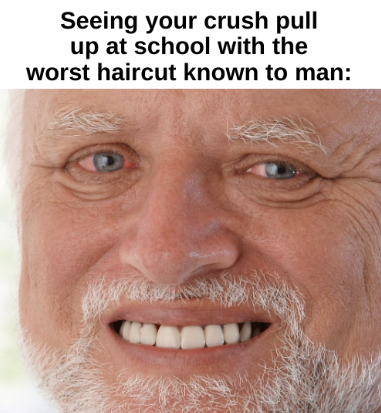 Seeing your crush pull
up at school with the
worst haircut known to man: